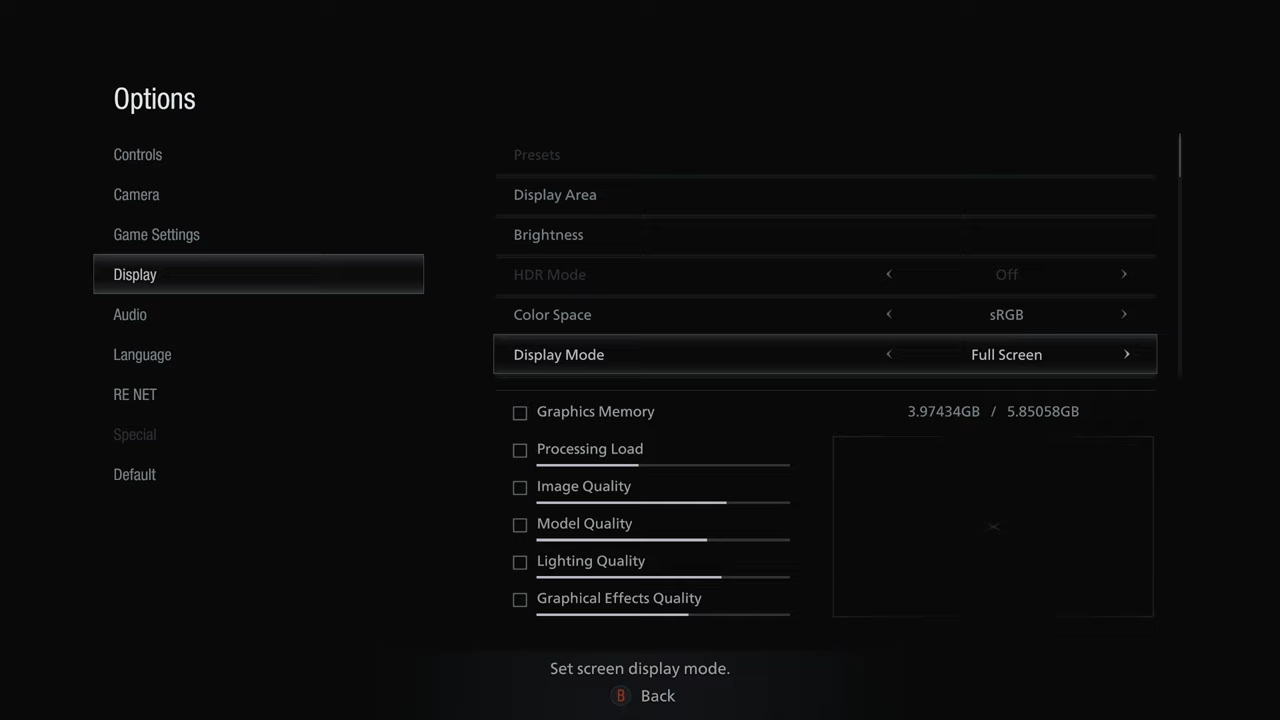 Options
Controls
Camera
Game Settings
Display
Audio
Language
RE NET
Special
Default
Presets
Display Area
Brightness
HDR Mode Off
Color Space sRGB
Display Mode Full Screen
Graphics Memory 3.97434GB / 5.85058GB
Processing Load
Image Quality
Model Quality
Lighting Quality
Graphical Effects Quality
Set screen display mode.
B Back